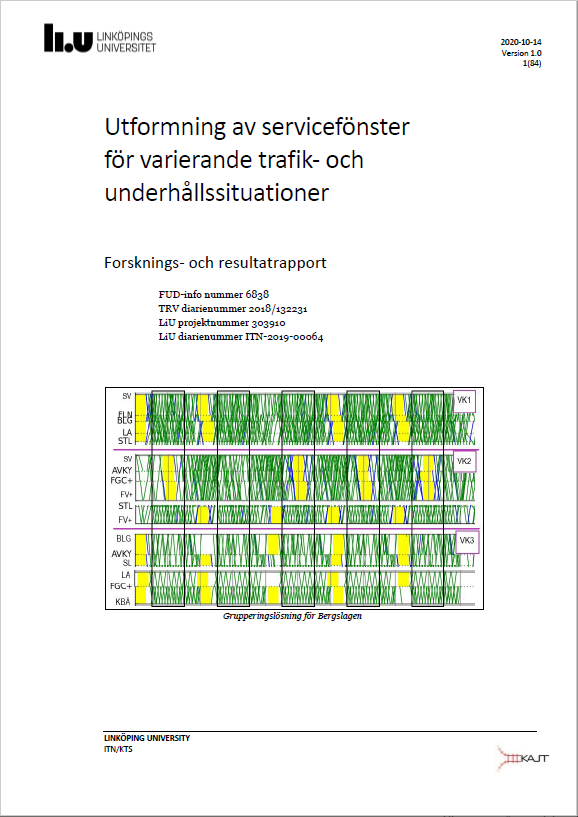 LINKÖPINGS
UNIVERSITET
2020-10-14
Version 1.0
1(84)
Utformning av servicefönster
för varierande trafik- och
underhållssituationer
Forsknings- och resultatrapport
FUD-info nummer 6838
TRV diarienummer 2018/132231
LiU projektnummer 303910
LiU diarienummer ITN-2019-00064
SV
VK1
FLN
BLG
LA
STL
SV
VK2
AVKY
FGC+
FV+
STL
FV+
BLG
VK3
AVKY
SL
LA
FGC+
KBÅ
Grupperingslösning för Bergslagen
LINKÖPING UNIVERSITY
ITN/KTS
KAJT